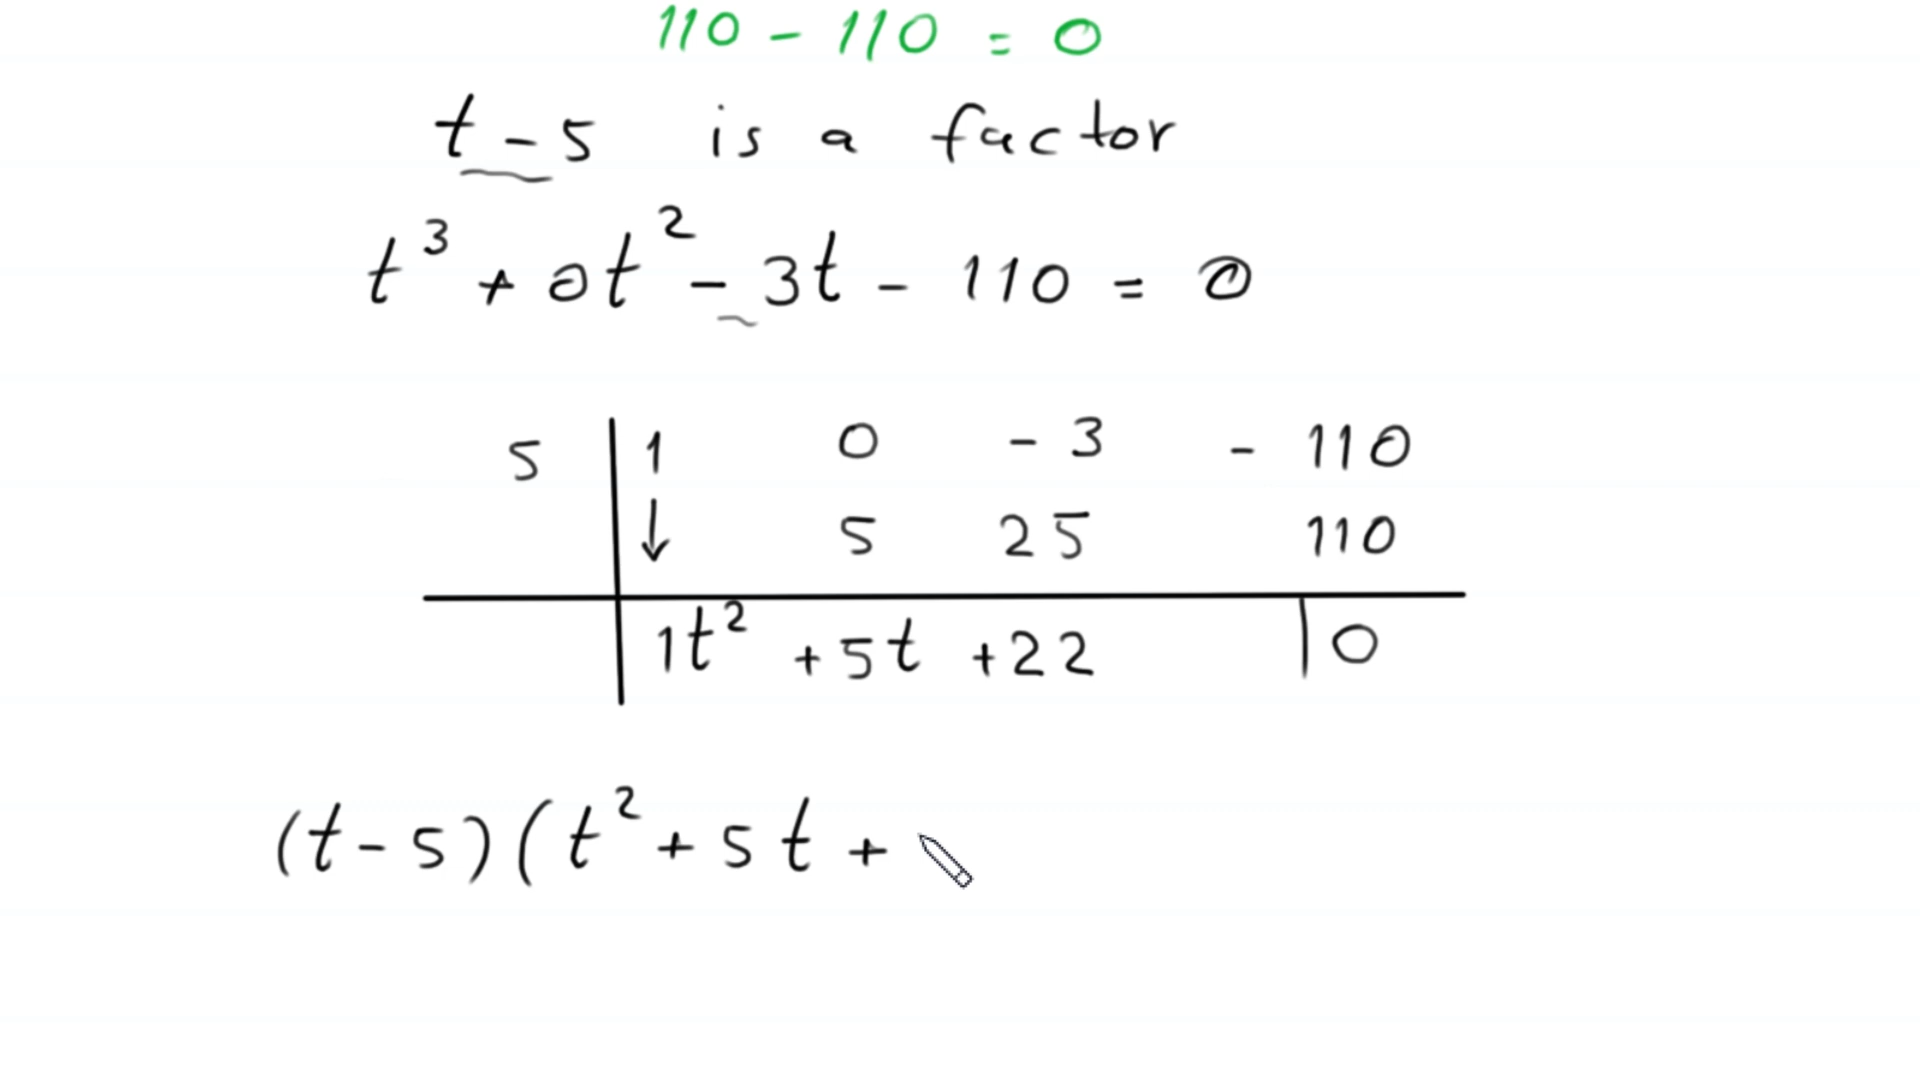 110 - 110 = 0
t - 5 is a factor
t³ + 0t² - 3t - 110 = 0
5 | 1 0 - 3 - 110
↓ 5 25 110
1t² + 5t + 22 | 0
(t - 5)(t² + 5t +